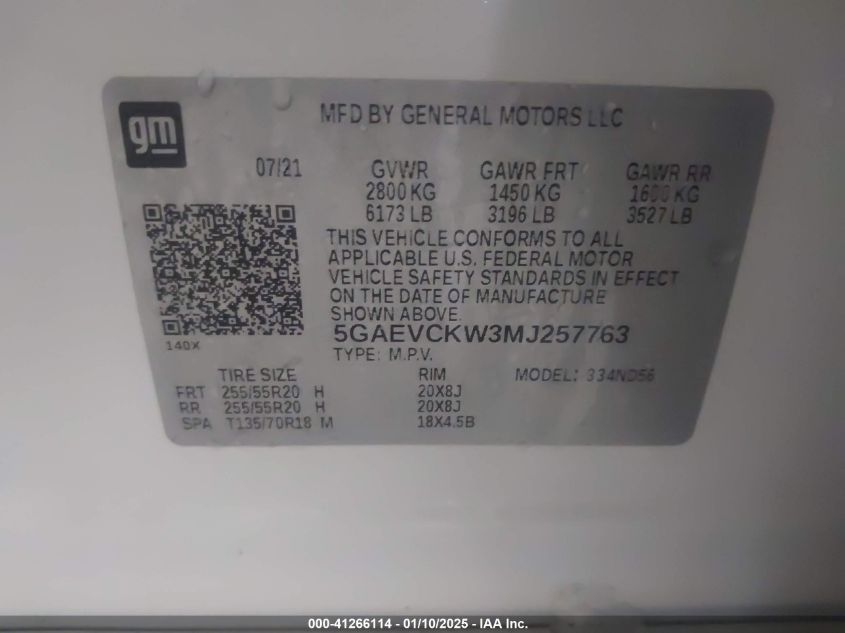 gm
MFD BY GENERAL MOTORS LLC
07/21 GVWR GAWR FRT GAWR RR
2800 KG 1450 KG 1600 KG
6173 LB 3196 LB 3527 LB
THIS VEHICLE CONFORMS TO ALL
APPLICABLE U.S. FEDERAL MOTOR
VEHICLE SAFETY STANDARDS IN EFFECT
ON THE DATE OF MANUFACTURE
SHOWN ABOVE.
5GAEVCKW3MJ257763
140X
TYPE: M.P.V.
TIRE SIZE RIM MODEL: 334ND56
FRT 255/55R20 H 20X8J
RR 255/55R20 H 20X8J
SPA T135/70R18 M 18X4.5B
000-41266114 - 01/10/2025 - IAA Inc.